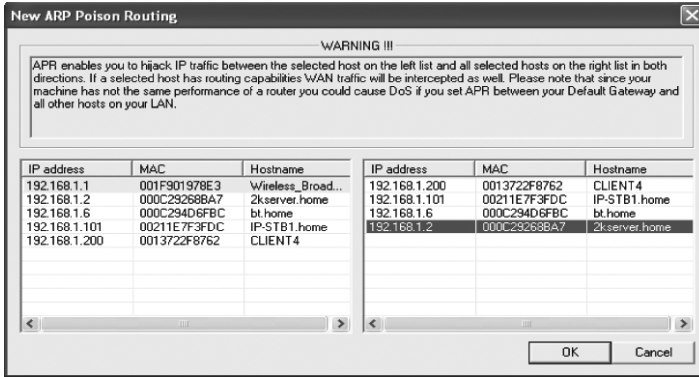 New ARP Poison Routing
WARNING !!!
APR enables you to hijack IP traffic between the selected host on the left list and all selected hosts on the right list in both
directions. If a selected host has routing capabilities WAN traffic will be intercepted as well. Please note that since your
machine has not the same performance of a router you could cause DoS if you set APR between your Default Gateway and
all other hosts on your LAN.
IP address MAC Hostname
192.168.1.1 001F901978E3 Wireless_Broad...
192.168.1.2 000C29268BA7 2kserver.home
192.168.1.6 000C294D6FBC bt.home
192.168.1.101 00211E7F3FDC IP-STB1.home
192.168.1.200 0013722F8762 CLIENT4
IP address MAC Hostname
192.168.1.200 0013722F8762 CLIENT4
192.168.1.101 00211E7F3FDC IP-STB1.home
192.168.1.6 000C294D6FBC bt.home
192.168.1.2 000C29268BA7 2kserver.home
OK Cancel